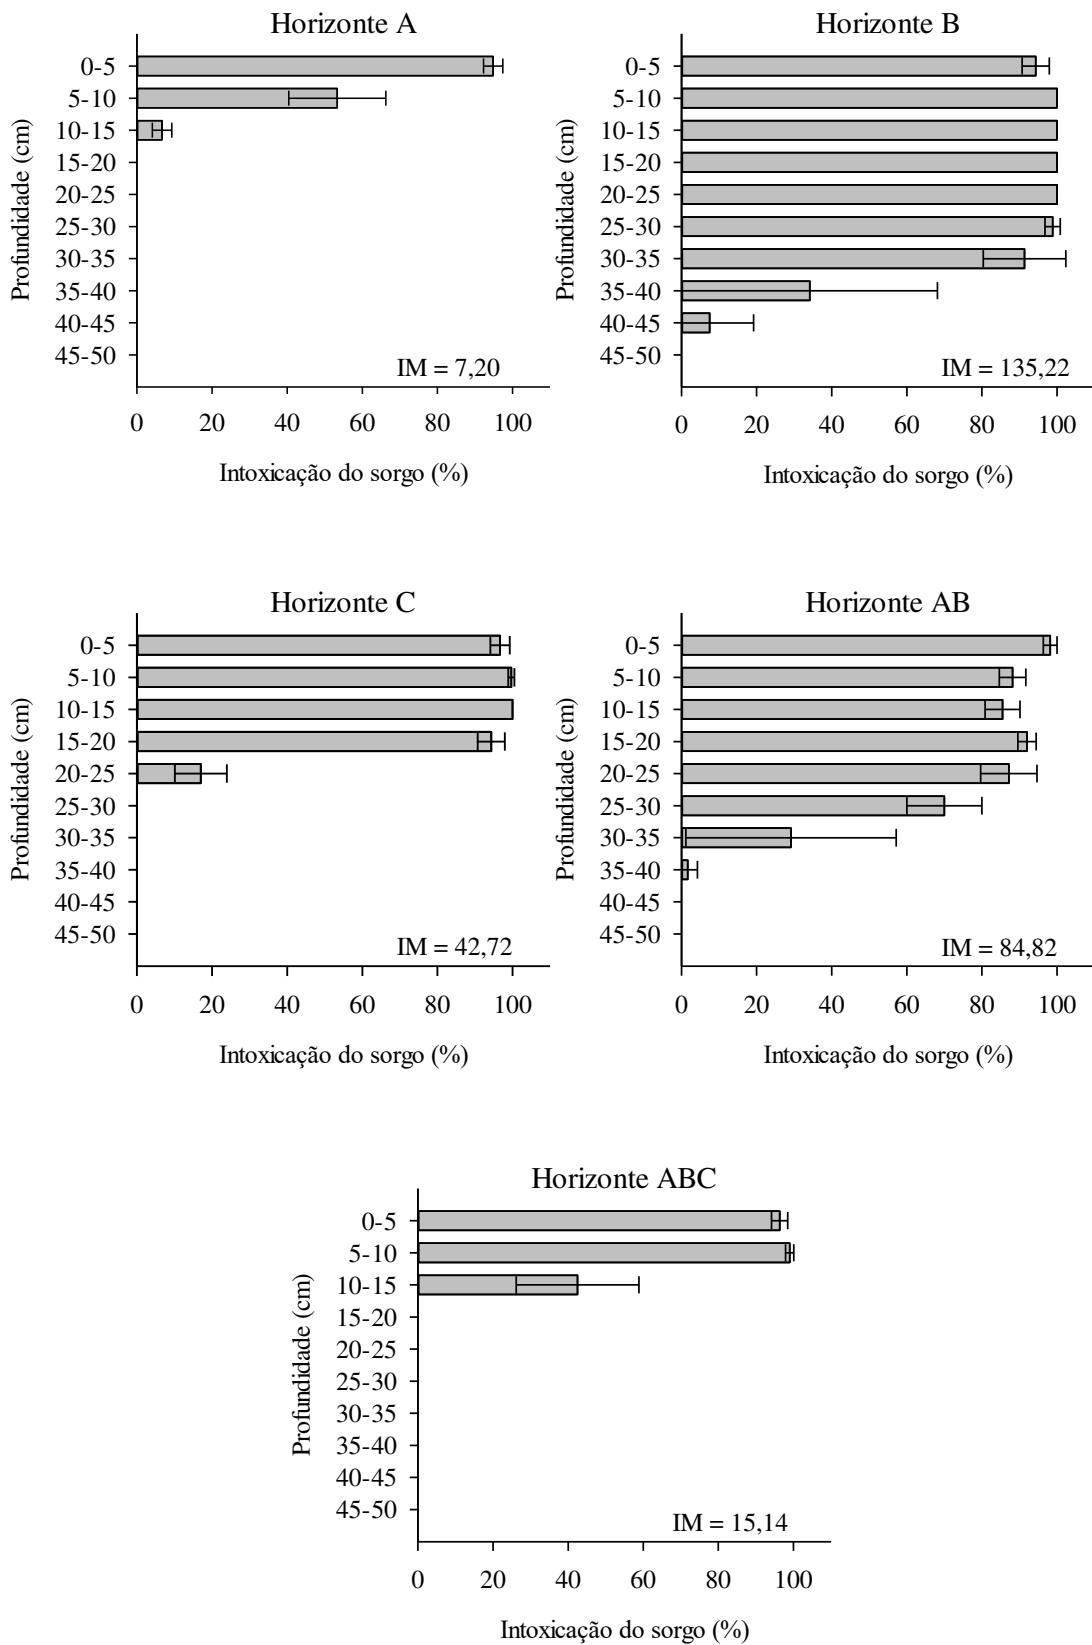 Horizonte A
Profundidade (cm)
0-5
5-10
10-15
15-20
20-25
25-30
30-35
35-40
40-45
45-50
IM = 7,20
0 20 40 60 80 100
Intoxicação do sorgo (%)
Horizonte B
Profundidade (cm)
0-5
5-10
10-15
15-20
20-25
25-30
30-35
35-40
40-45
45-50
IM = 135,22
0 20 40 60 80 100
Intoxicação do sorgo (%)
Horizonte C
Profundidade (cm)
0-5
5-10
10-15
15-20
20-25
25-30
30-35
35-40
40-45
45-50
IM = 42,72
0 20 40 60 80 100
Intoxicação do sorgo (%)
Horizonte AB
Profundidade (cm)
0-5
5-10
10-15
15-20
20-25
25-30
30-35
35-40
40-45
45-50
IM = 84,82
0 20 40 60 80 100
Intoxicação do sorgo (%)
Horizonte ABC
Profundidade (cm)
0-5
5-10
10-15
15-20
20-25
25-30
30-35
35-40
40-45
45-50
IM = 15,14
0 20 40 60 80 100
Intoxicação do sorgo (%)